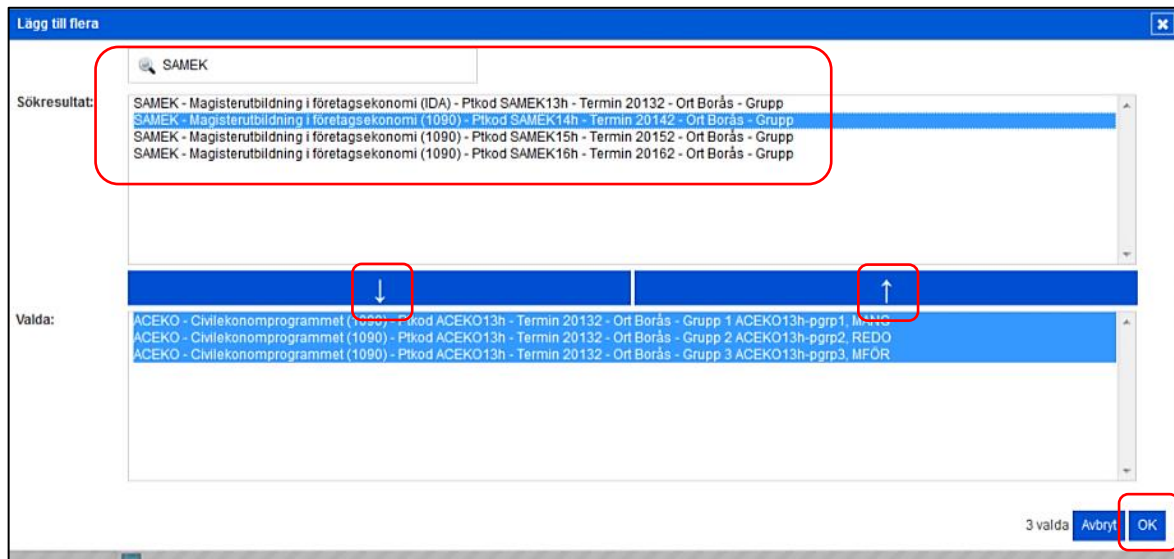 Lägg till flera
SAMEK
Sökresultat:
SAMEK - Magisterutbildning i företagsekonomi (IDA) - Ptkod SAMEK13h - Termin 20132 - Ort Borås - Grupp
SAMEK - Magisterutbildning i företagsekonomi (1090) - Ptkod SAMEK14h - Termin 20142 - Ort Borås - Grupp
SAMEK - Magisterutbildning i företagsekonomi (1090) - Ptkod SAMEK15h - Termin 20152 - Ort Borås - Grupp
SAMEK - Magisterutbildning i företagsekonomi (1090) - Ptkod SAMEK16h - Termin 20162 - Ort Borås - Grupp
↓ ↑
Valda:
ACEKO - Civilekonomprogrammet (1090) - Ptkod ACEKO13h - Termin 20132 - Ort Borås - Grupp 1 ACEKO13h-pgrp1, MANG
ACEKO - Civilekonomprogrammet (1090) - Ptkod ACEKO13h - Termin 20132 - Ort Borås - Grupp 2 ACEKO13h-pgrp2, REDO
ACEKO - Civilekonomprogrammet (1090) - Ptkod ACEKO13h - Termin 20132 - Ort Borås - Grupp 3 ACEKO13h-pgrp3, MFÖR
3 valda Avbryt OK